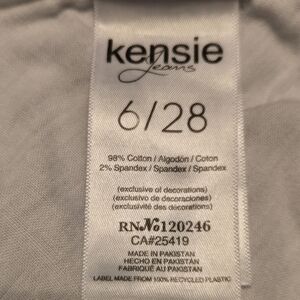 kensie
Jeans
6/28
98% Cotton / Algodón / Coton
2% Spandex / Spandex / Spandex
(exclusive of decorations)
(exclusivo de decoraciones)
(exclusivité des décorations)
RN№120246
CA#25419
MADE IN PAKISTAN
HECHO EN PAKISTÁN
FABRIQUÉ AU PAKISTAN
LABEL MADE FROM 100% RECYCLED PLASTIC